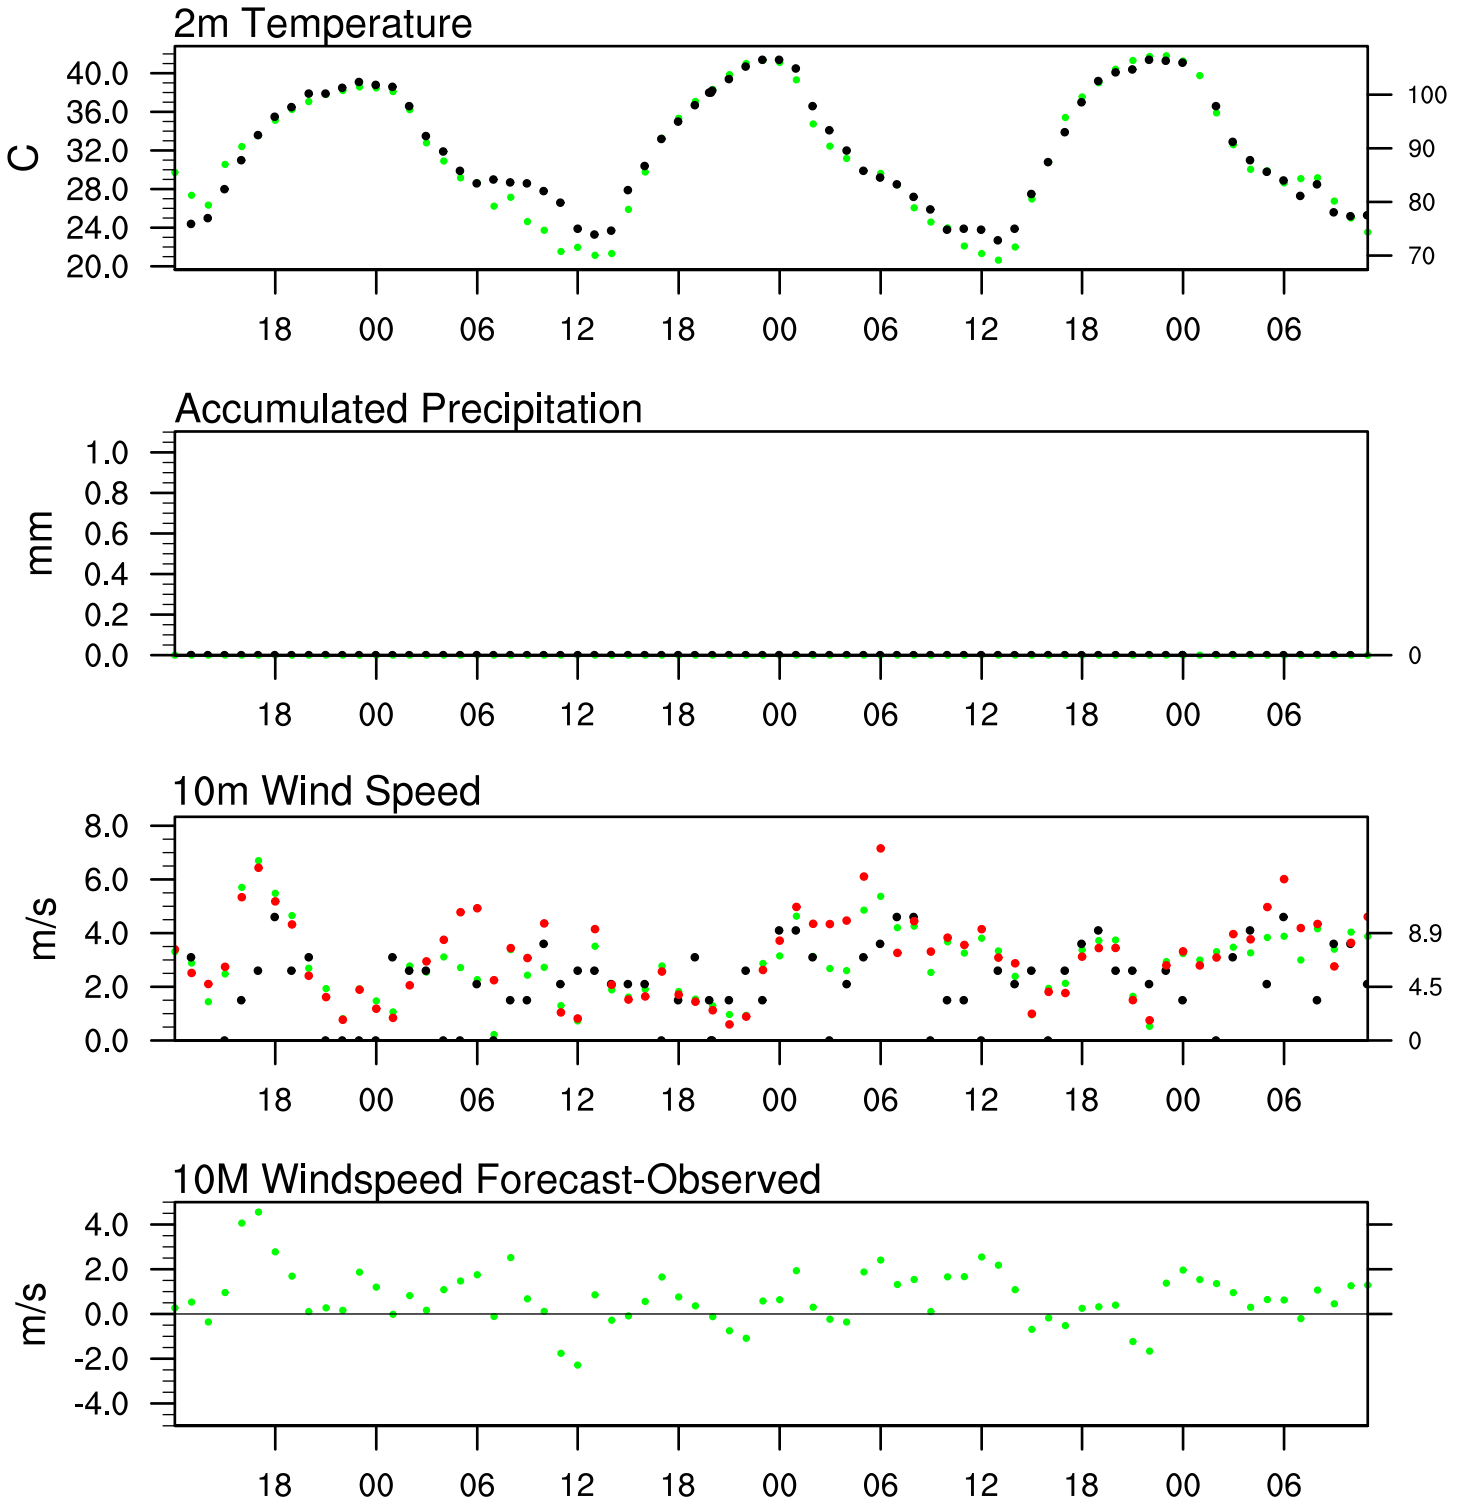 2m Temperature
40.0
36.0
32.0
28.0
24.0
20.0
C
100
90
80
70
18 00 06 12 18 00 06 12 18 00 06
Accumulated Precipitation
1.0
0.8
0.6
0.4
0.2
0.0
mm
0
18 00 06 12 18 00 06 12 18 00 06
10m Wind Speed
8.0
6.0
4.0
2.0
0.0
m/s
8.9
4.5
0
18 00 06 12 18 00 06 12 18 00 06
10M Windspeed Forecast-Observed
4.0
2.0
0.0
-2.0
-4.0
m/s
18 00 06 12 18 00 06 12 18 00 06